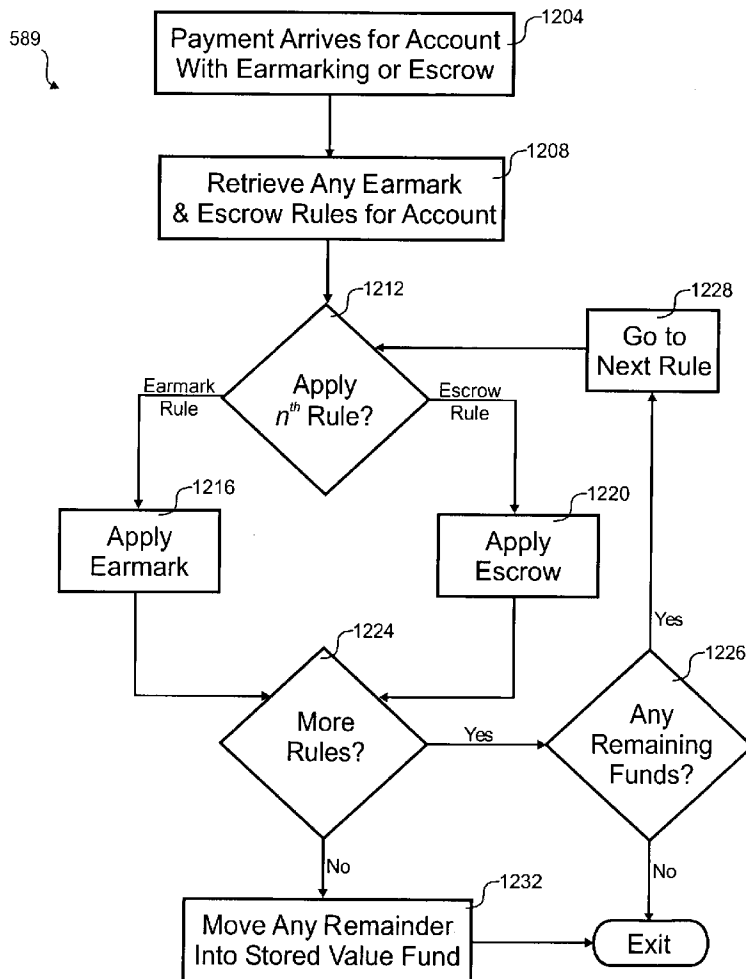 589
1204
Payment Arrives for Account
With Earmarking or Escrow
1208
Retrieve Any Earmark
& Escrow Rules for Account
1212
1228
Go to
Next Rule
Earmark
Rule
Apply
nth Rule?
Escrow
Rule
1216
Apply
Earmark
1220
Apply
Escrow
1224
More
Rules?
Yes
Yes
1226
Any
Remaining
Funds?
No
No
1232
Move Any Remainder
Into Stored Value Fund
Exit